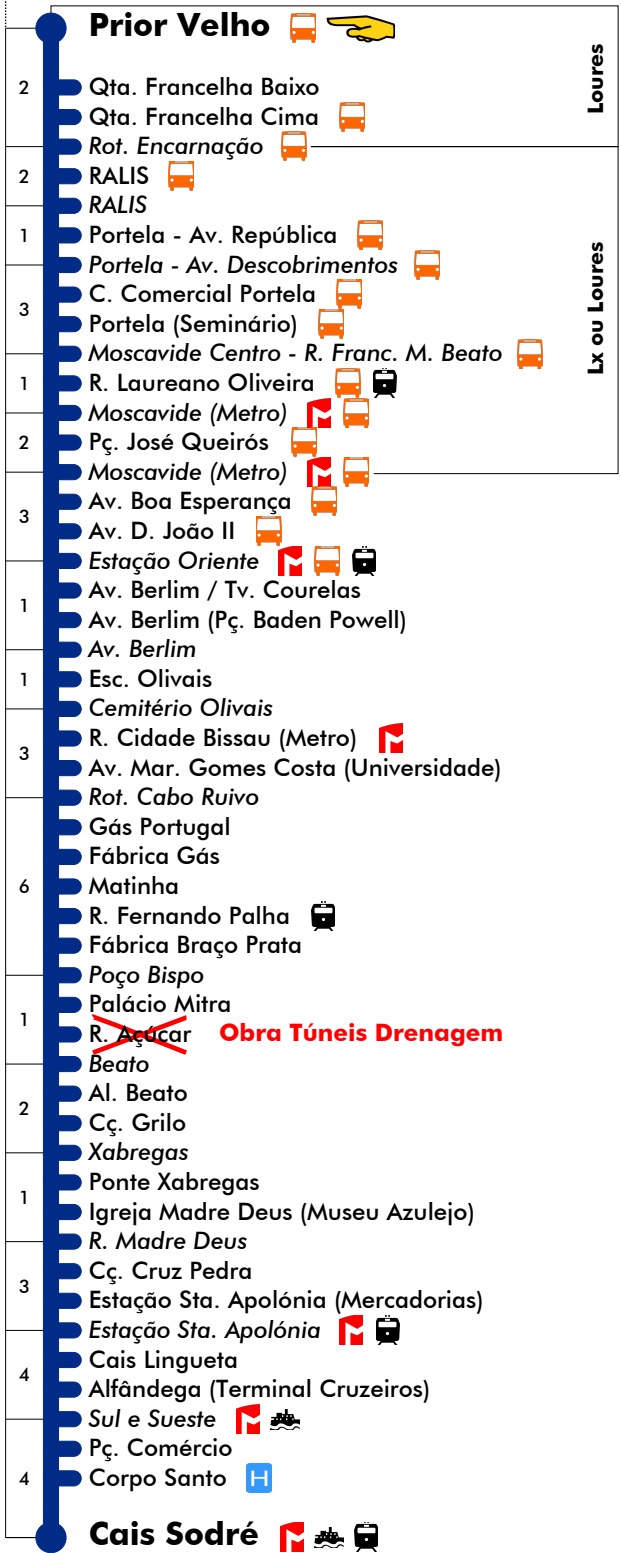 Prior Velho
Loures
2
Qta. Francelha Baixo
Qta. Francelha Cima
Rot. Encarnação
2
RALIS
RALIS
1
Portela - Av. República
Portela - Av. Descobrimentos
Lx ou Loures
3
C. Comercial Portela
Portela (Seminário)
Moscavide Centro - R. Franc. M. Beato
1
R. Laureano Oliveira
Moscavide (Metro)
2
Pç. José Queirós
Moscavide (Metro)
3
Av. Boa Esperança
Av. D. João II
Estação Oriente
1
Av. Berlim / Tv. Courelas
Av. Berlim (Pç. Baden Powell)
Av. Berlim
1
Esc. Olivais
Cemitério Olivais
3
R. Cidade Bissau (Metro)
Av. Mar. Gomes Costa (Universidade)
Rot. Cabo Ruivo
6
Gás Portugal
Fábrica Gás
Matinha
R. Fernando Palha
Fábrica Braço Prata
Poço Bispo
1
Palácio Mitra
R. Açúcar Obra Túneis Drenagem
Beato
2
Al. Beato
Cç. Grilo
Xabregas
1
Ponte Xabregas
Igreja Madre Deus (Museu Azulejo)
R. Madre Deus
3
Cç. Cruz Pedra
Estação Sta. Apolónia (Mercadorias)
Estação Sta. Apolónia
4
Cais Lingueta
Alfândega (Terminal Cruzeiros)
Sul e Sueste
4
Pç. Comércio
Corpo Santo H
Cais Sodré